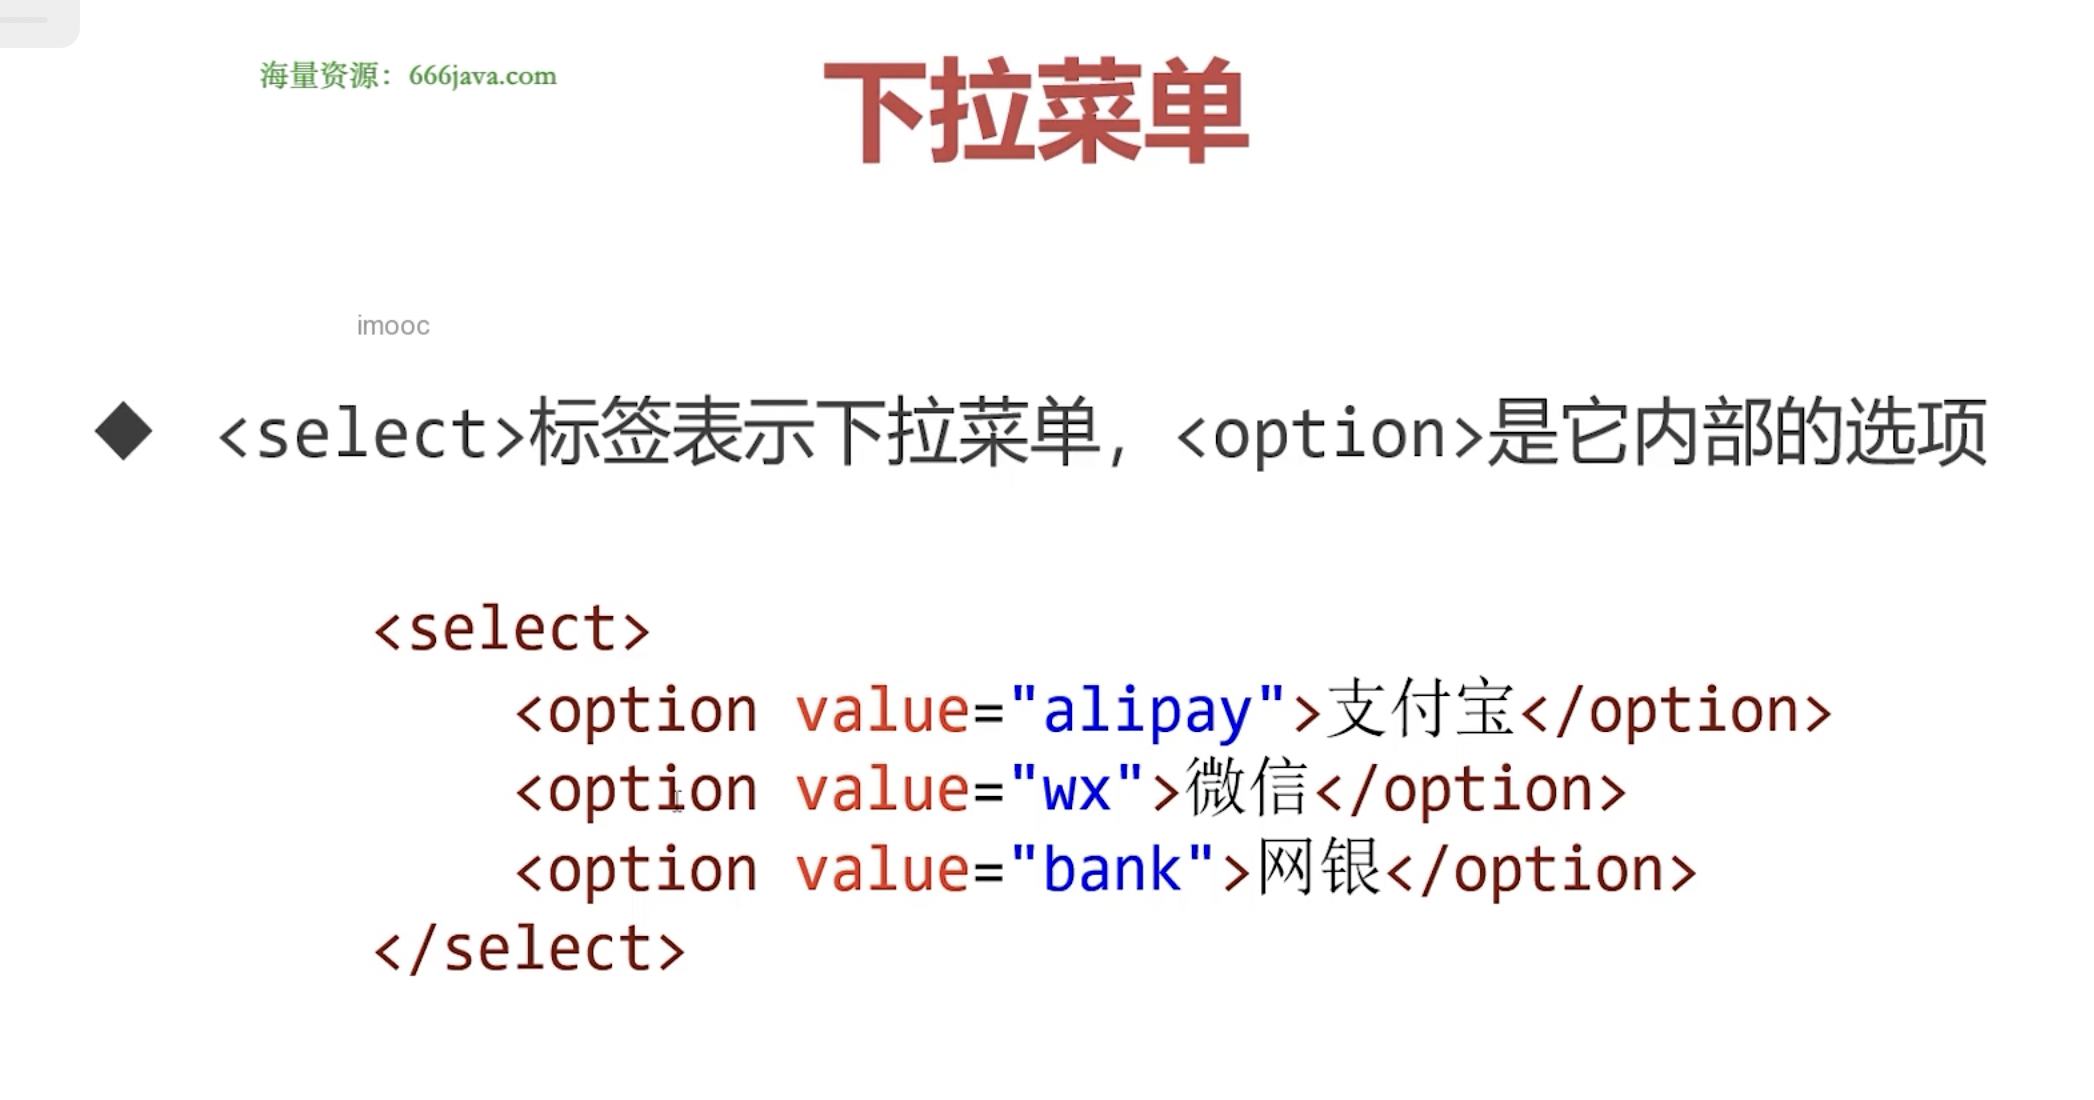 海量资源：666java.com
下拉菜单
imooc
◆ <select>标签表示下拉菜单，<option>是它内部的选项
<select>
<option value="alipay">支付宝</option>
<option value="wx">微信</option>
<option value="bank">网银</option>
</select>